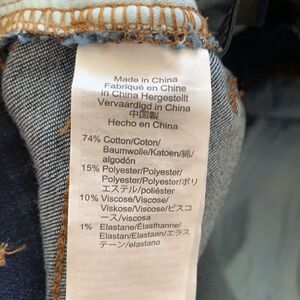 Made in China
Fabriqué en Chine
in China Hergestellt
Vervaardigd in China
中国製
Hecho en China
74% Cotton/Coton/
Baumwolle/Katoen/綿/
algodón
15% Polyester/Polyester/
Polyester/Polyester/ポリ
エステル/poliéster
10% Viscose/Viscose/
Viskose/Viscose/ビスコ
ース/viscosa
1% Elastane/Élasthanne/
Elastan/Elastaan/エラス
テーン/elastano